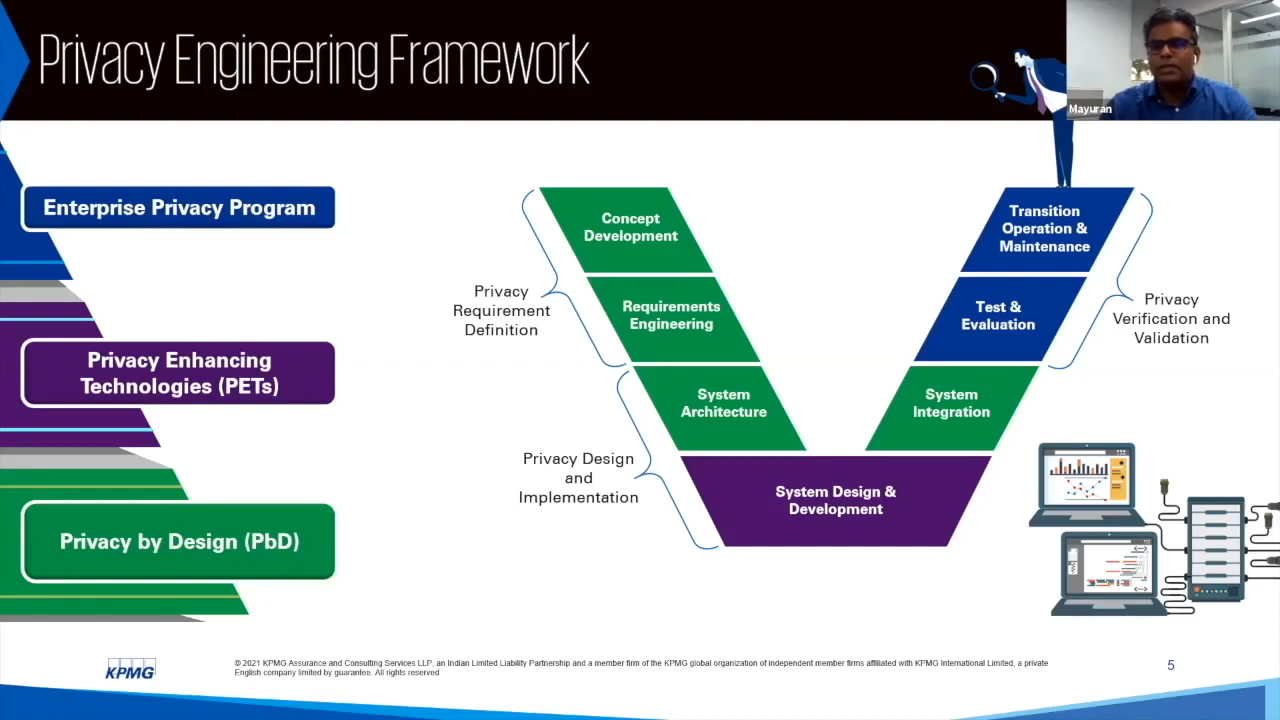 Privacy Engineering Framework
Mayuran
Enterprise Privacy Program
Privacy Enhancing
Technologies (PETs)
Privacy by Design (PbD)
Privacy
Requirement
Definition
Privacy Design
and
Implementation
Concept
Development
Requirements
Engineering
System
Architecture
System Design &
Development
System
Integration
Test &
Evaluation
Transition
Operation &
Maintenance
Privacy
Verification and
Validation
KPMG
© 2021 KPMG Assurance and Consulting Services LLP, an Indian Limited Liability Partnership and a member firm of the KPMG global organization of independent member firms affiliated with KPMG International Limited, a private
English company limited by guarantee. All rights reserved
5